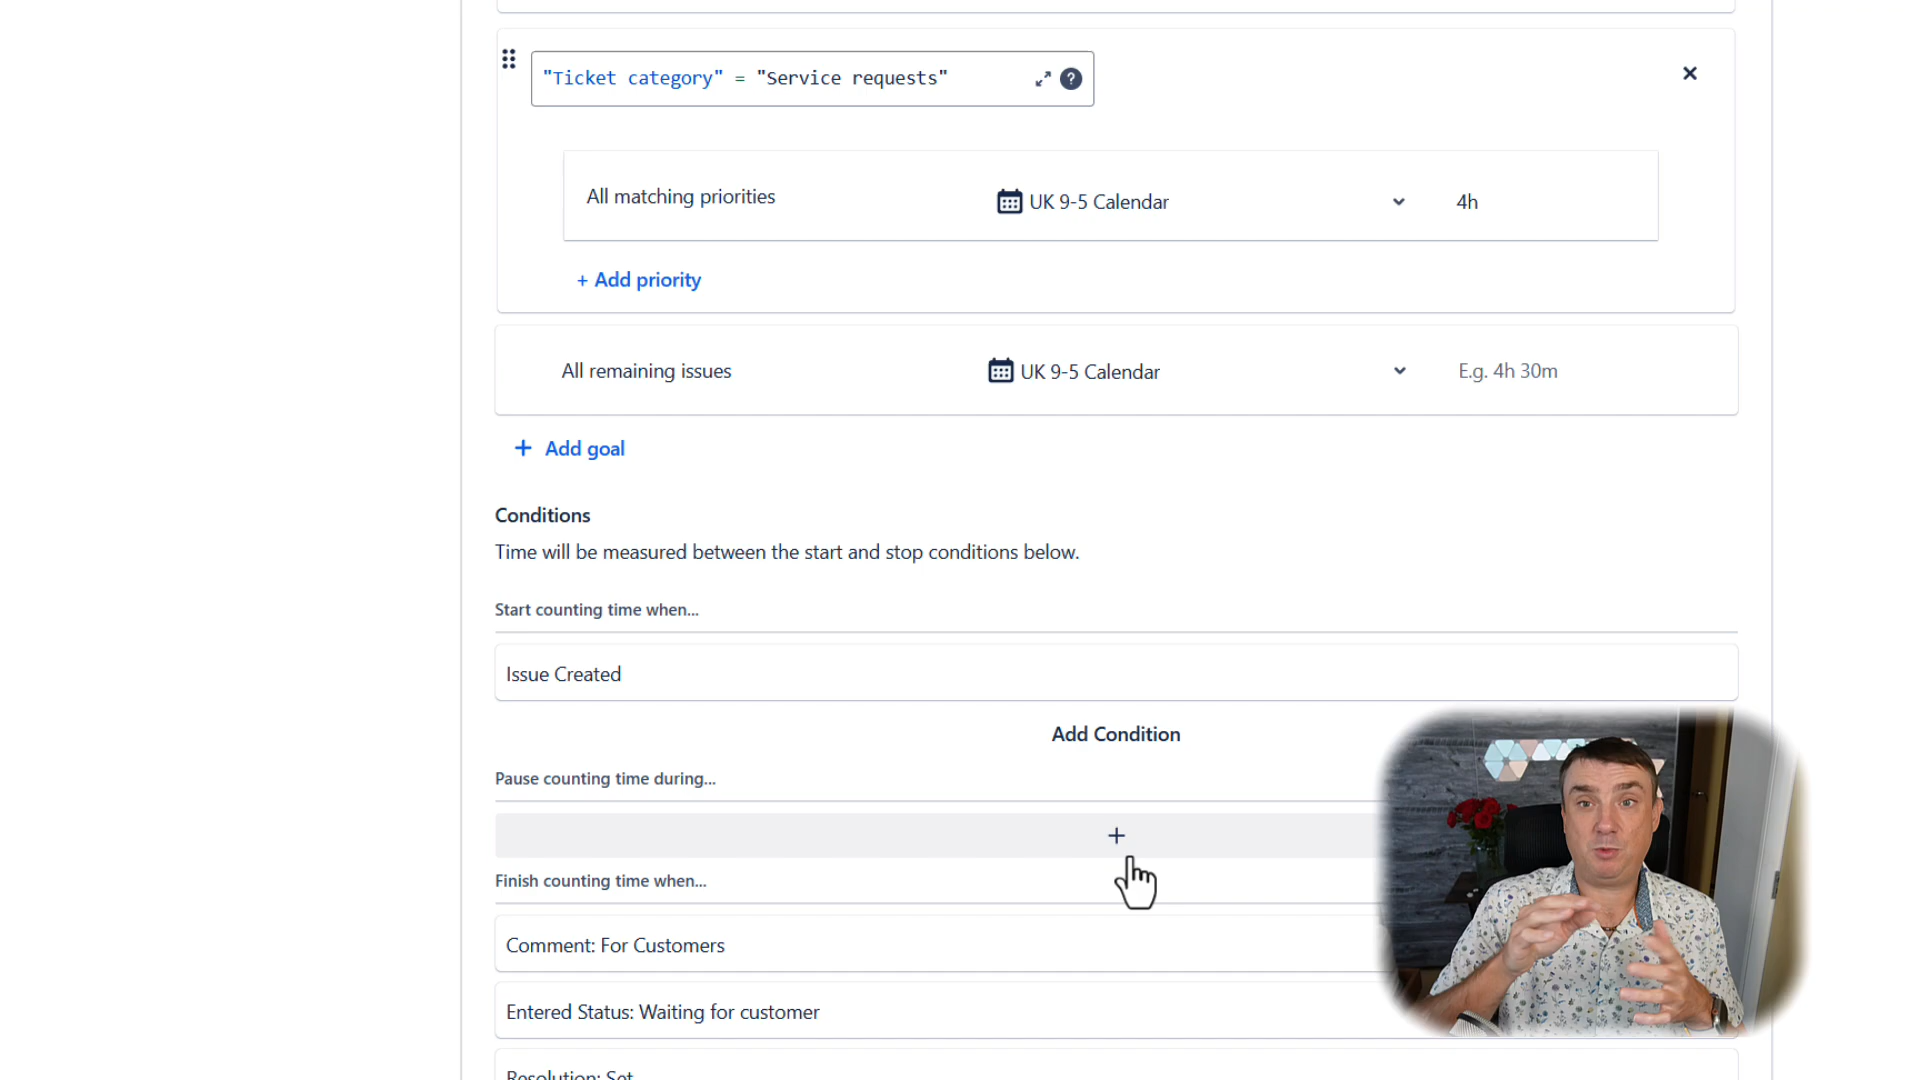 "Ticket category" = "Service requests"
All matching priorities
UK 9-5 Calendar
4h
+ Add priority
All remaining issues
UK 9-5 Calendar
E.g. 4h 30m
+ Add goal
Conditions
Time will be measured between the start and stop conditions below.
Start counting time when...
Issue Created
Add Condition
Pause counting time during...
Finish counting time when...
Comment: For Customers
Entered Status: Waiting for customer
Resolution: Set